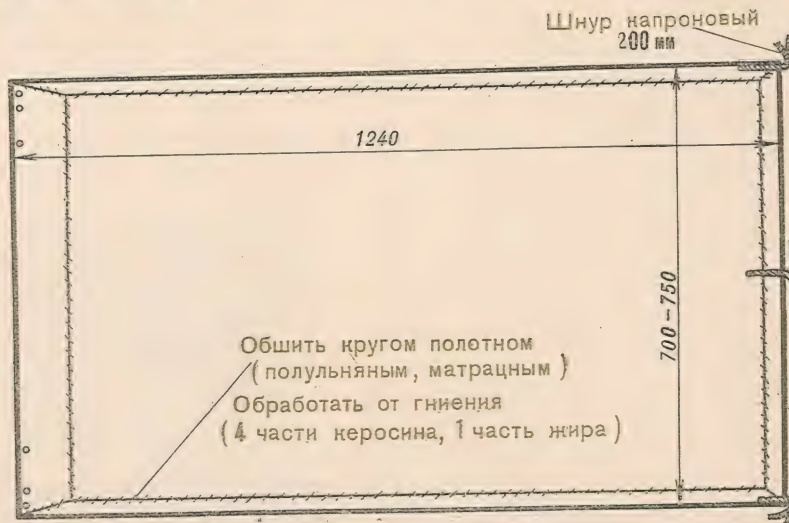 Шнур капроновый
200 мм
1240
700-750
Обшить кругом полотном
(полульняным, матрацным)
Обработать от гниения
(4 части керосина, 1 часть жира)